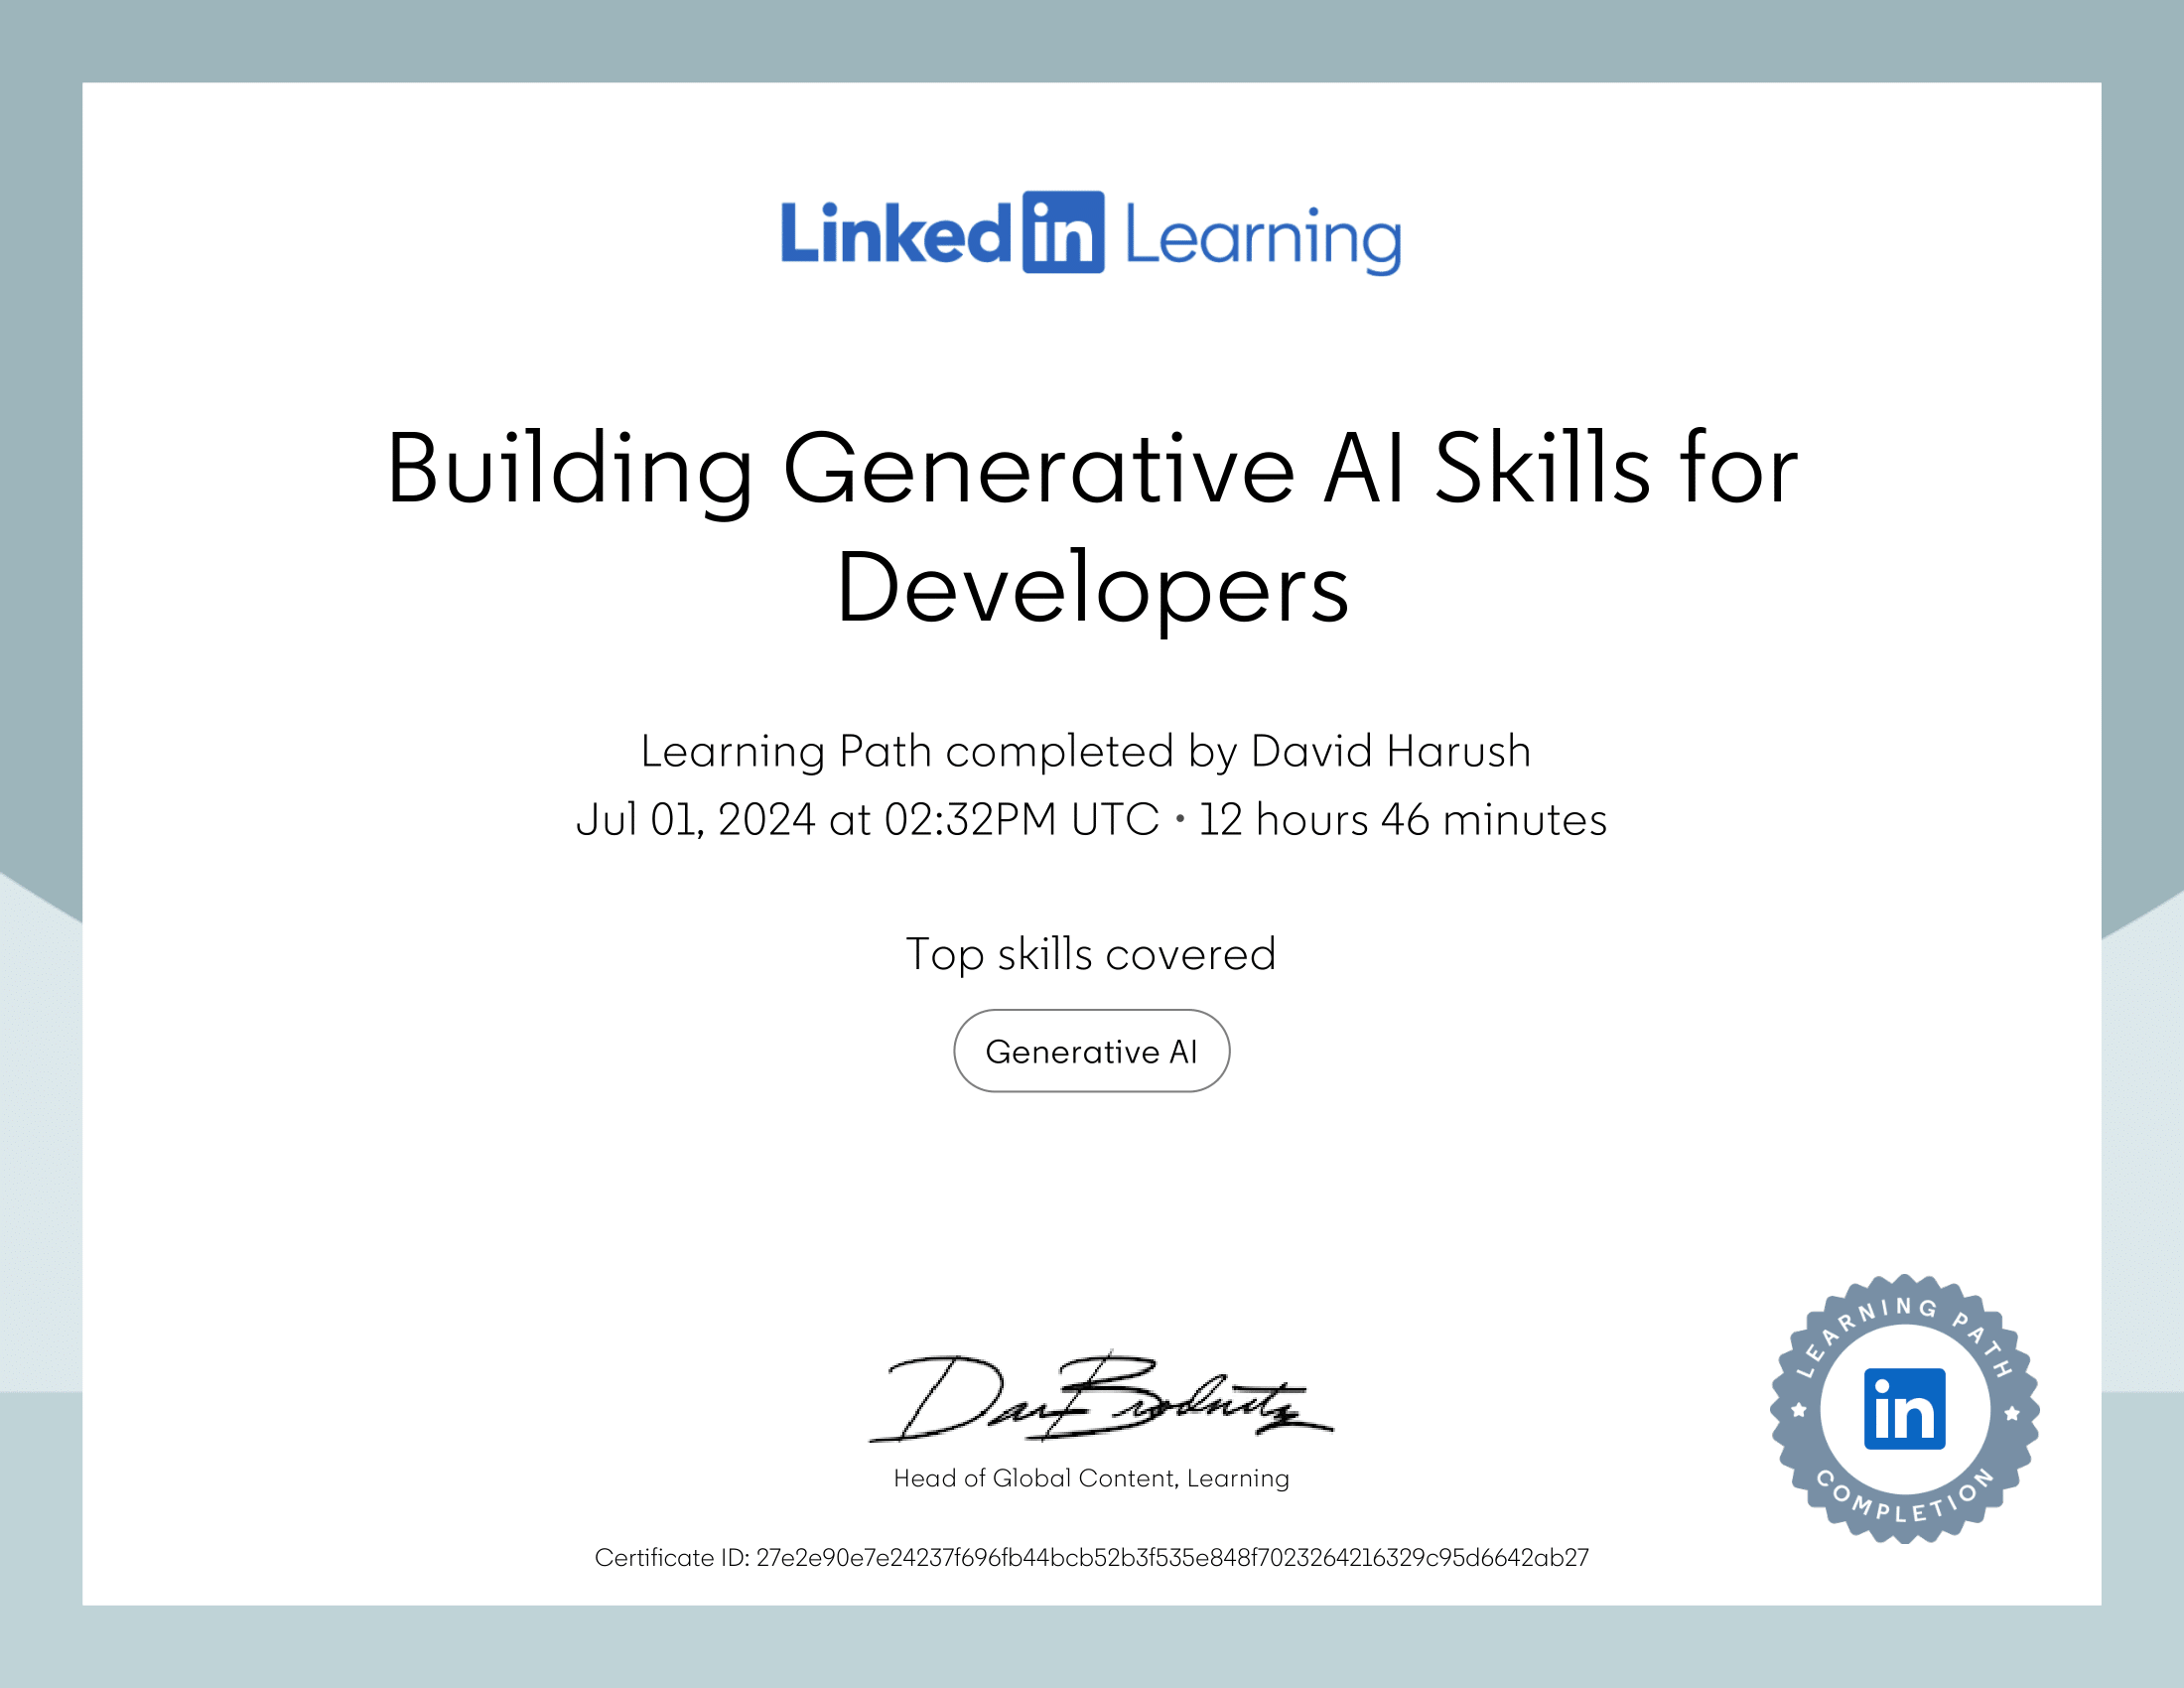 Linked in Learning
Building Generative AI Skills for
Developers
Learning Path completed by David Harush
Jul 01, 2024 at 02:32PM UTC • 12 hours 46 minutes
Top skills covered
Generative AI
Dan Brodnitz
Head of Global Content, Learning
LEARNING PATH
in
COMPLETION
Certificate ID: 27e2e90e7e24237f696fb44bcb52b3f535e848f7023264216329c95d6642ab27